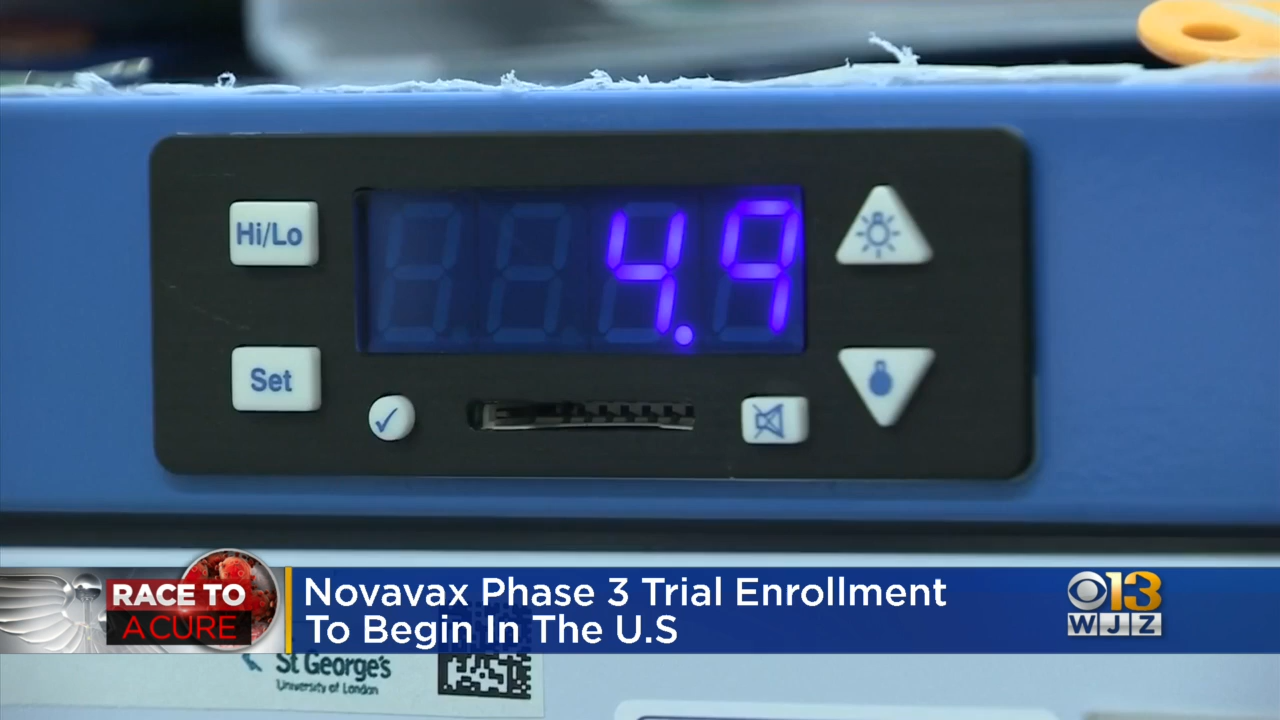 Hi/Lo
4.9
Set
RACE TO
A CURE
Novavax Phase 3 Trial Enrollment
To Begin In The U.S
13
WJZ
St George's
University of London